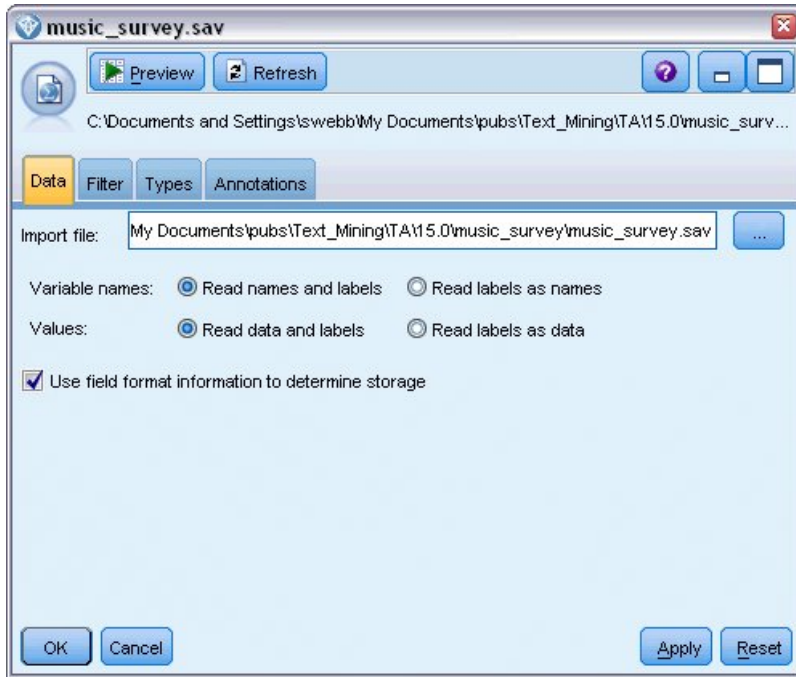 music_survey.sav
Preview Refresh
C:\Documents and Settings\swebb\My Documents\pubs\Text_Mining\TA\15.0\music_surv...
Data Filter Types Annotations
Import file: My Documents\pubs\Text_Mining\TA\15.0\music_survey\music_survey.sav ...
Variable names: Read names and labels Read labels as names
Values: Read data and labels Read labels as data
Use field format information to determine storage
OK Cancel Apply Reset